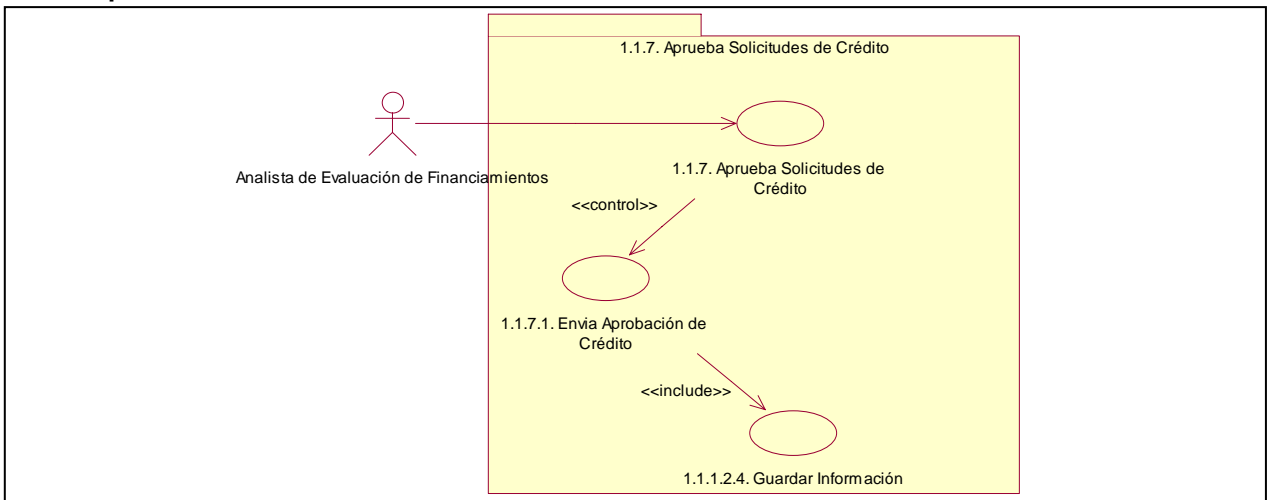 1.1.7. Aprueba Solicitudes de Crédito
Analista de Evaluación de Financiamientos
1.1.7. Aprueba Solicitudes de
Crédito
<<control>>
1.1.7.1. Envia Aprobación de
Crédito
<<include>>
1.1.1.2.4. Guardar Información